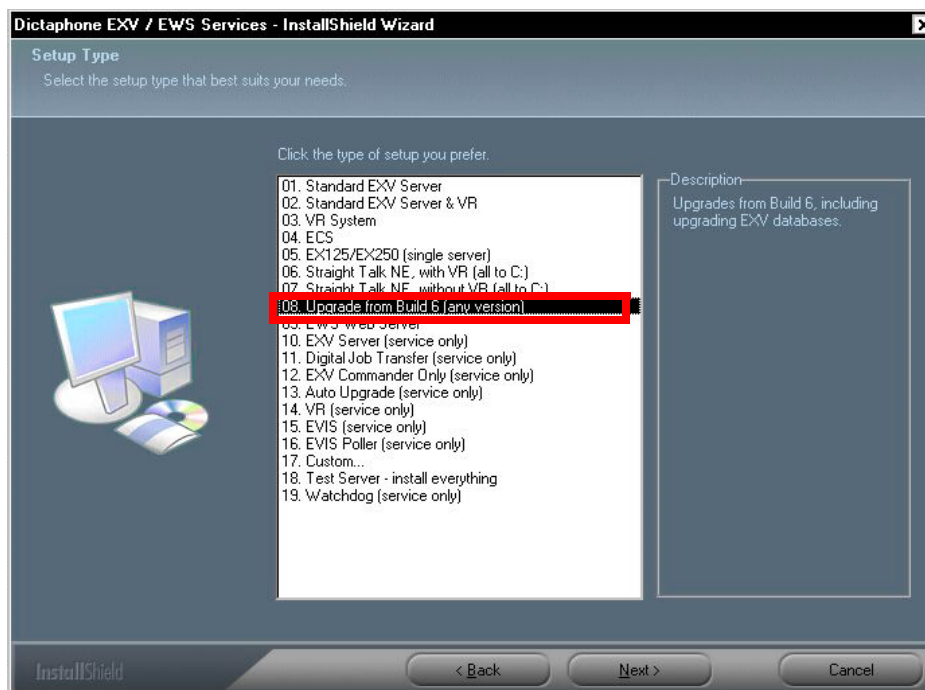 Dictaphone EXV / EWS Services - InstallShield Wizard
Setup Type
Select the setup type that best suits your needs.
Click the type of setup you prefer.
01. Standard EXV Server
02. Standard EXV Server & VR
03. VR System
04. ECS
05. EX125/EX250 (single server)
06. Straight Talk NE, with VR (all to C:)
07. Straight Talk NE, without VR (all to C:)
08. Upgrade from Build 6 (any version)
09. EWS Web Server
10. EXV Server (service only)
11. Digital Job Transfer (service only)
12. EXV Commander Only (service only)
13. Auto Upgrade (service only)
14. VR (service only)
15. EVIS (service only)
16. EVIS Poller (service only)
17. Custom...
18. Test Server - install everything
19. Watchdog (service only)
Description
Upgrades from Build 6, including
upgrading EXV databases.
InstallShield
< Back
Next >
Cancel